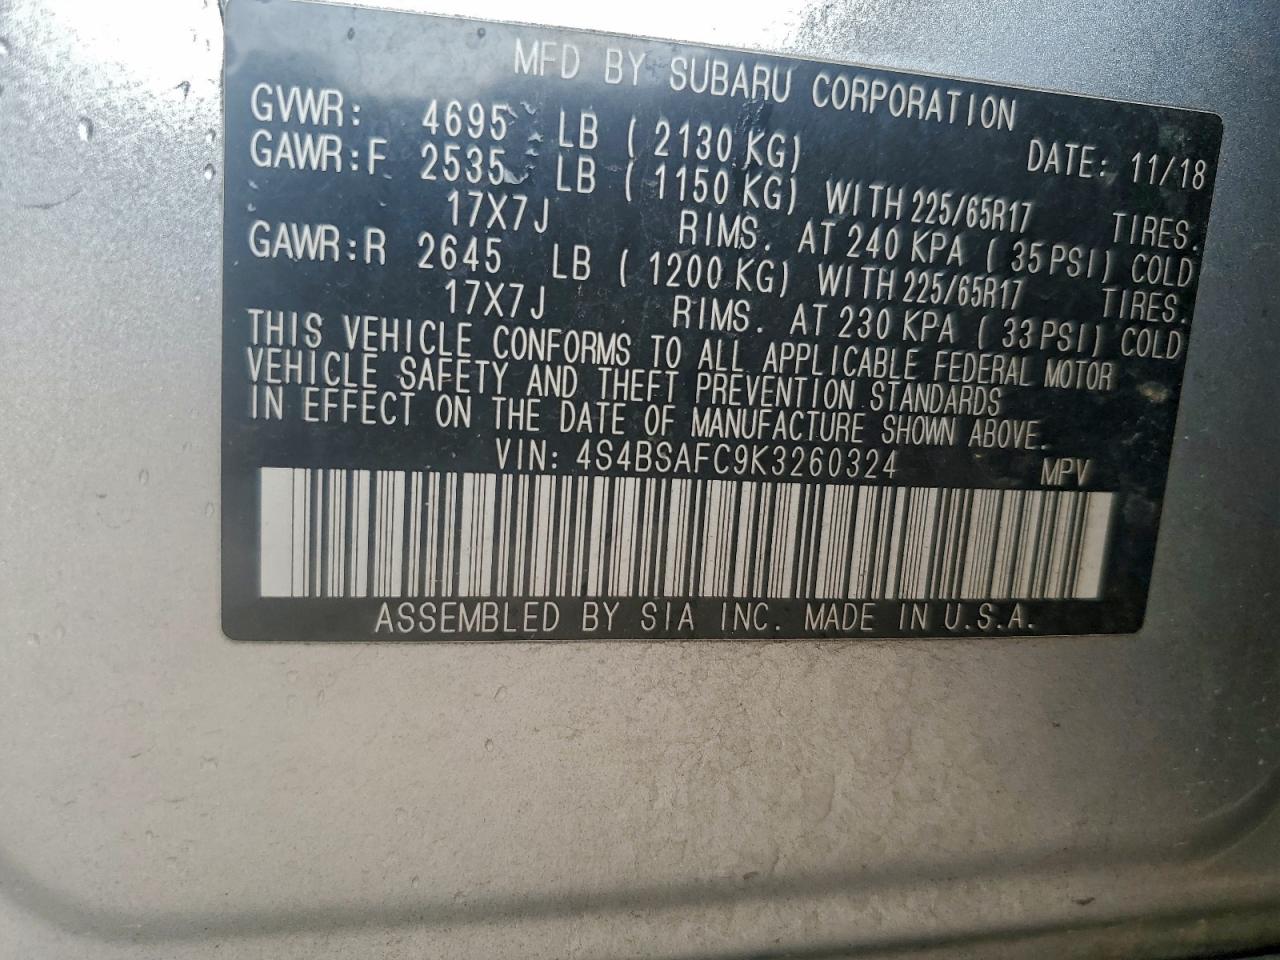 MFD BY SUBARU CORPORATION
GVWR: 4695 LB ( 2130 KG) DATE: 11/18
GAWR:F 2535 LB ( 1150 KG) WITH 225/65R17 TIRES.
17X7J RIMS. AT 240 KPA ( 35 PSI) COLD
GAWR:R 2645 LB ( 1200 KG) WITH 225/65R17 TIRES.
17X7J RIMS. AT 230 KPA ( 33 PSI) COLD
THIS VEHICLE CONFORMS TO ALL APPLICABLE FEDERAL MOTOR
VEHICLE SAFETY AND THEFT PREVENTION STANDARDS
IN EFFECT ON THE DATE OF MANUFACTURE SHOWN ABOVE.
VIN: 4S4BSAFC9K3260324 MPV
ASSEMBLED BY SIA INC. MADE IN U.S.A.